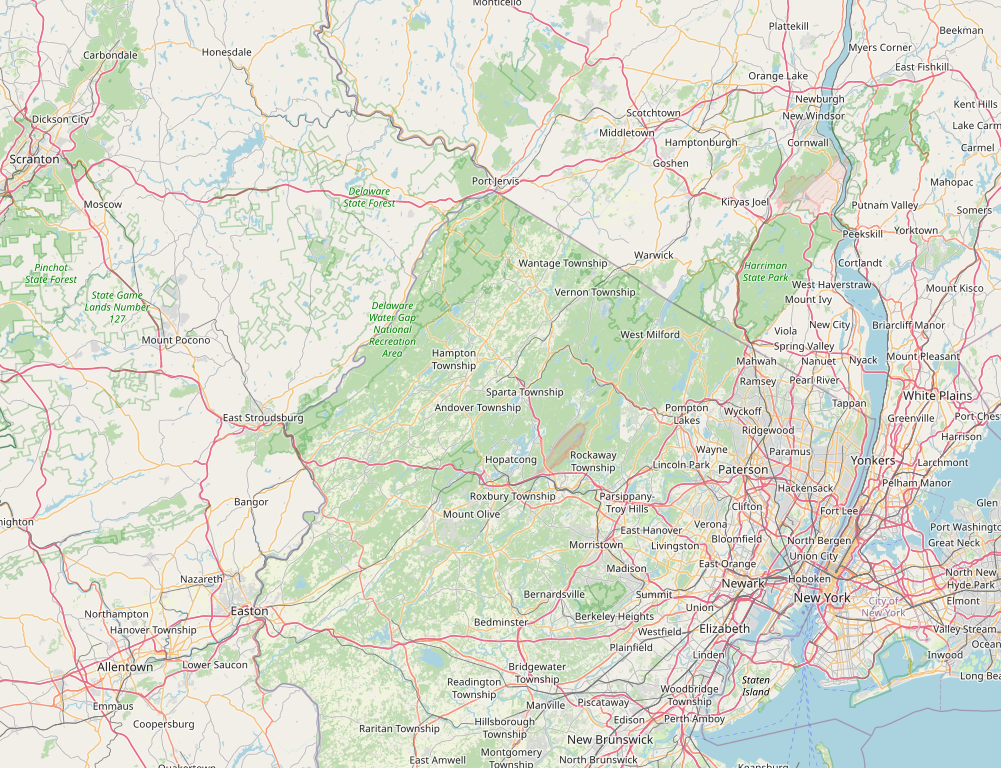 Monticello
Plattekill
Beekman
Myers Corner
Carbondale
Honesdale
East Fishkill
Orange Lake
Newburgh
New Windsor
Kent Hills
Dickson City
Scotchtown
Middletown
Hamptonburgh
Cornwall
Lake Carm
Carmel
Scranton
Goshen
Port Jervis
Mahopac
Delaware
State Forest
Moscow
Kiryas Joel
Putnam Valley
Somers
Peekskill
Yorktown
Warwick
Wantage Township
Cortlandt
Pinchot
State Forest
Harriman
State Park
State Game
Lands Number
127
Vernon Township
West Haverstraw
Mount Ivy
Mount Kisco
Delaware
Water Gap
National
Recreation
Area
New City
Briarcliff Manor
West Milford
Viola
Spring Valley
Mount Pocono
Hampton
Township
Mahwah
Nanuet
Nyack
Mount Pleasant
Ramsey
Pearl River
Sparta Township
White Plains
Andover Township
Pompton
Lakes
Wyckoff
Tappan
East Stroudsburg
Greenville
Port Chest
Ridgewood
Harrison
Wayne
Paramus
Hopatcong
Rockaway
Township
Lincoln Park
Paterson
Yonkers
Larchmont
Pelham Manor
Hackensack
Roxbury Township
Parsippany-
Troy Hills
Clifton
Fort Lee
Glen
Bangor
Mount Olive
nighton
Verona
Bloomfield
Port Washingto
Great Neck
East Hanover
Livingston
Morristown
North Bergen
Union City
East Orange
Madison
Nazareth
Newark
Hoboken
North New
Hyde Park
Bernardsville
Summit
New York
City of
New York
Elmont
Northampton
Easton
Union
Berkeley Heights
Hanover Township
Bedminster
Westfield
Elizabeth
Valley Stream
Plainfield
Linden
Inwood
Ocean
Allentown
Lower Saucon
Bridgewater
Township
Long Bea
Staten
Island
Readington
Township
Woodbridge
Township
Emmaus
Manville
Piscataway
Coopersburg
Hillsborough
Township
Edison
Perth Amboy
Raritan Township
New Brunswick
Montgomery
Township
East Amwell
North Brunswick
Quakertown
Keansburg